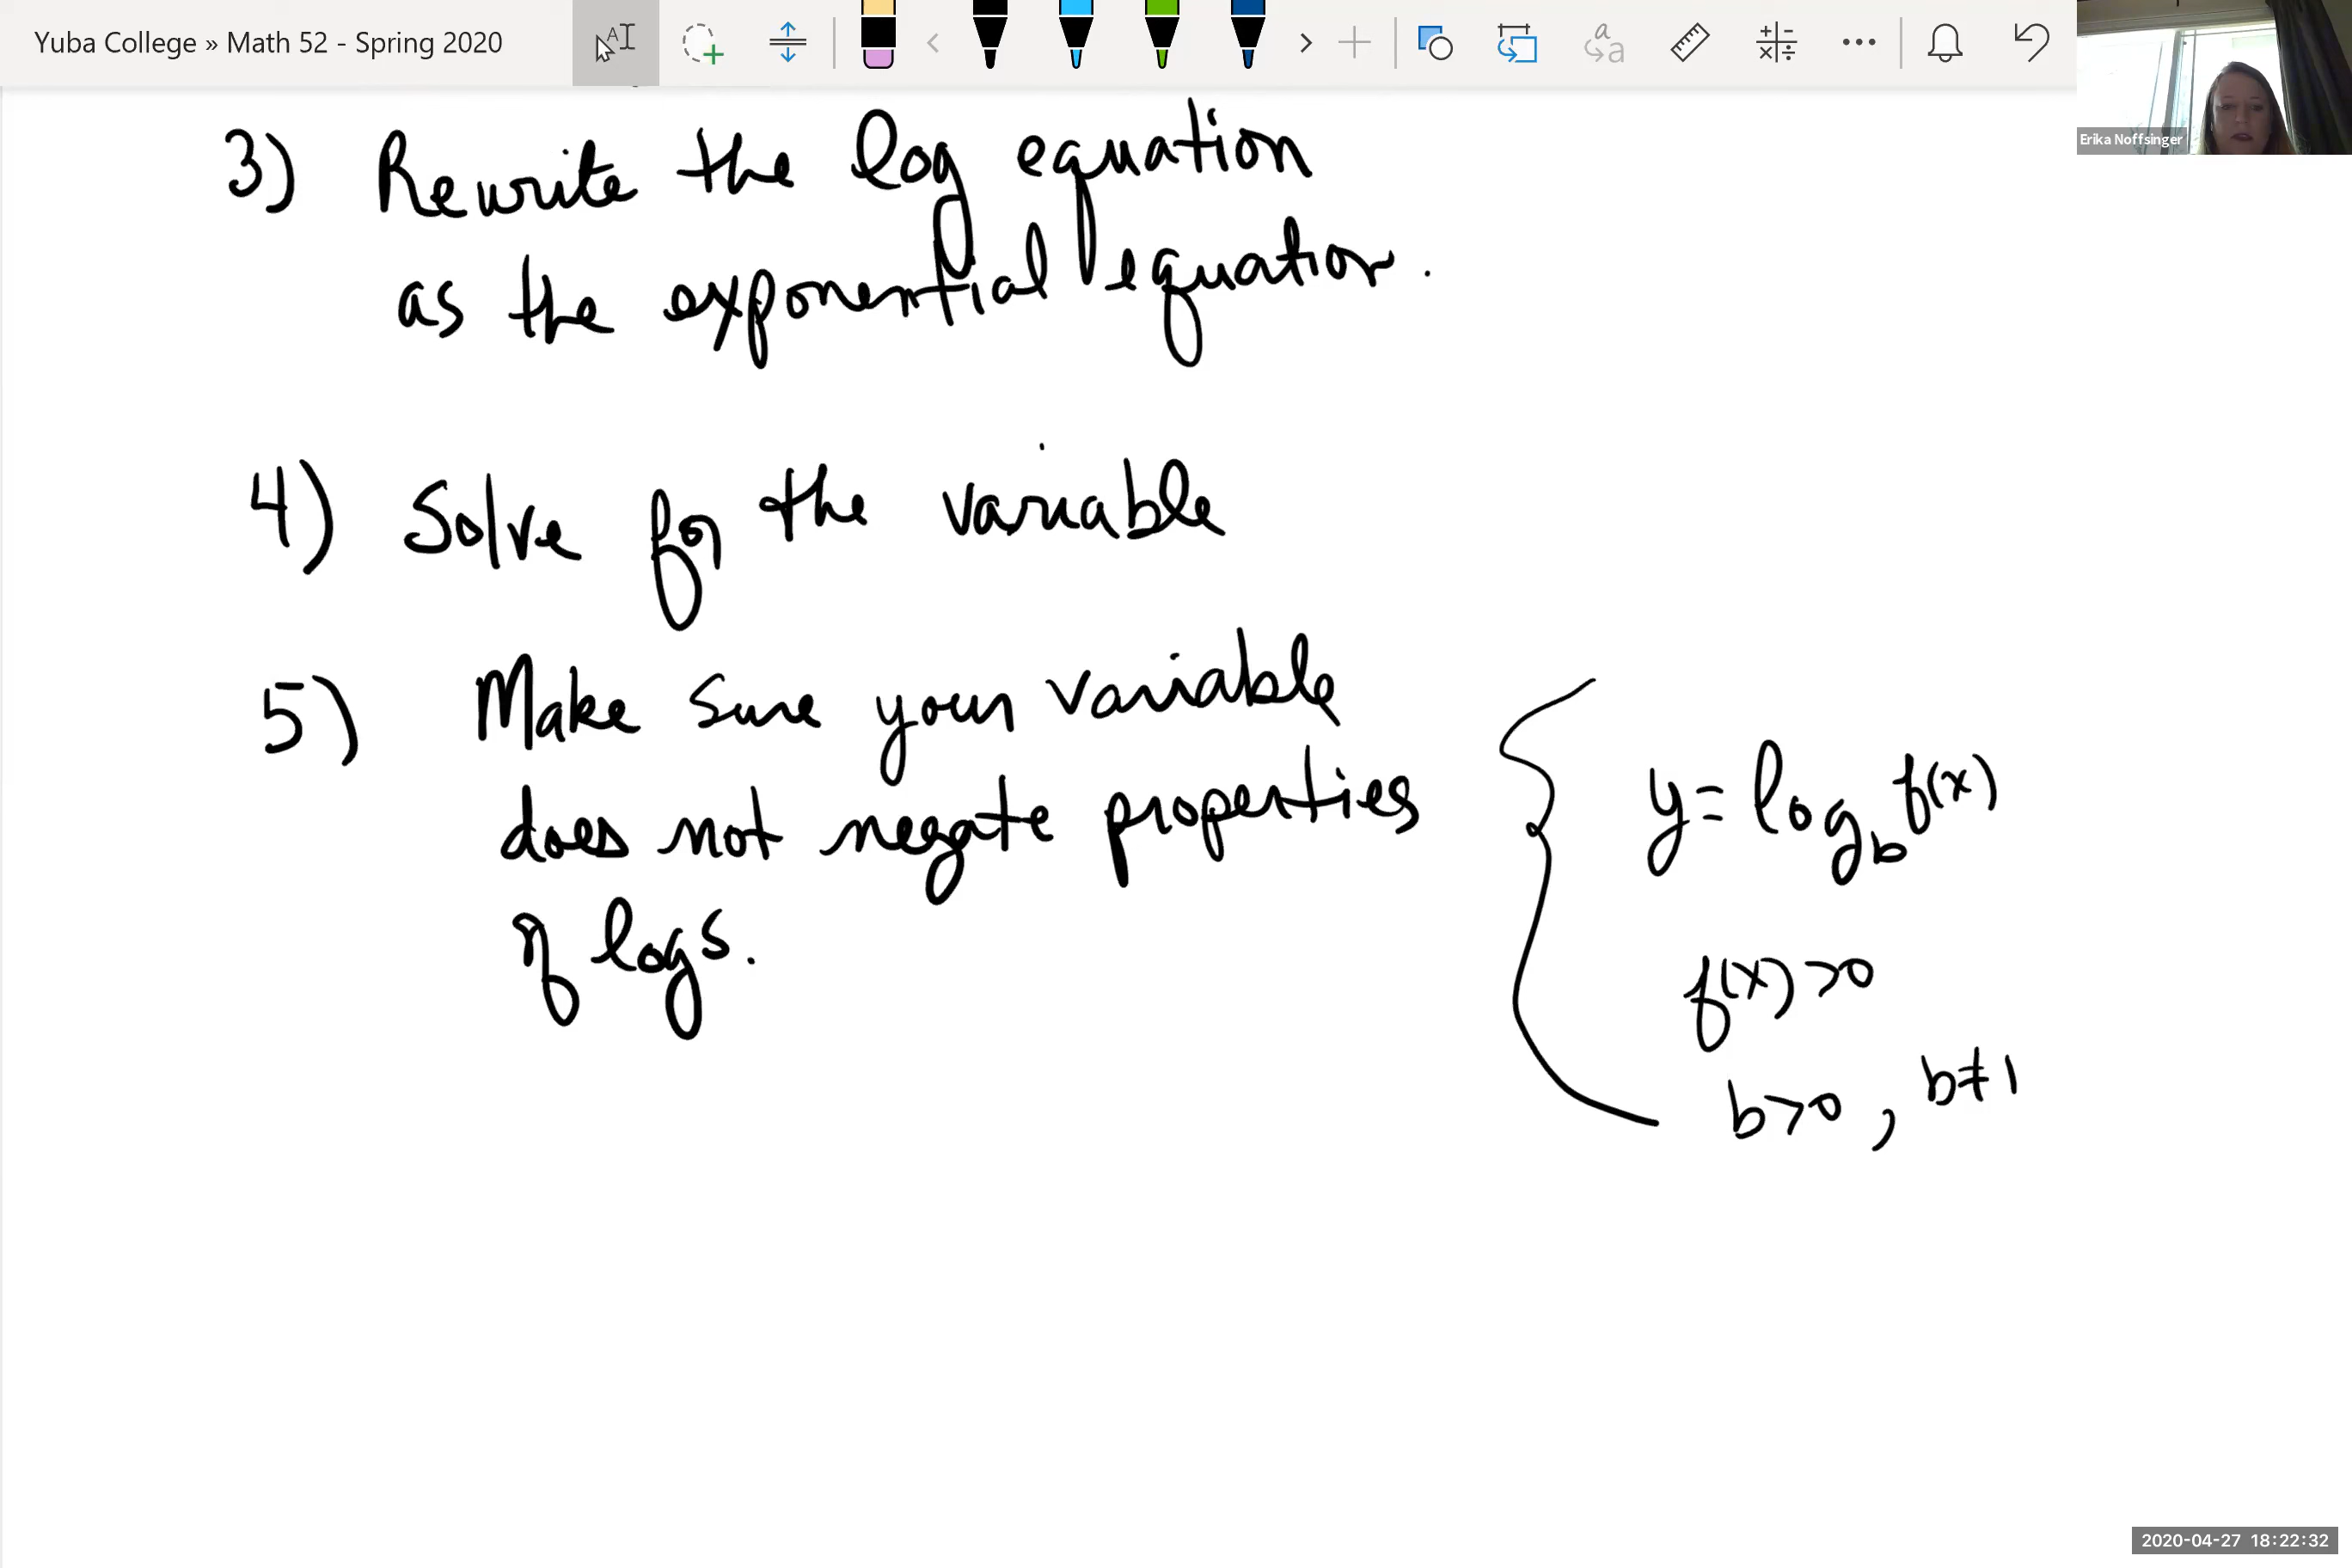 Yuba College » Math 52 - Spring 2020
Erika Noffsinger
3) Rewrite the log equation
as the exponential equation.
4) Solve for the variable
5) Make sure your variable
does not negate properties
of logs.
y = log_b f(x)
f(x) > 0
b > 0 , b ≠ 1
2020-04-27 18:22:32